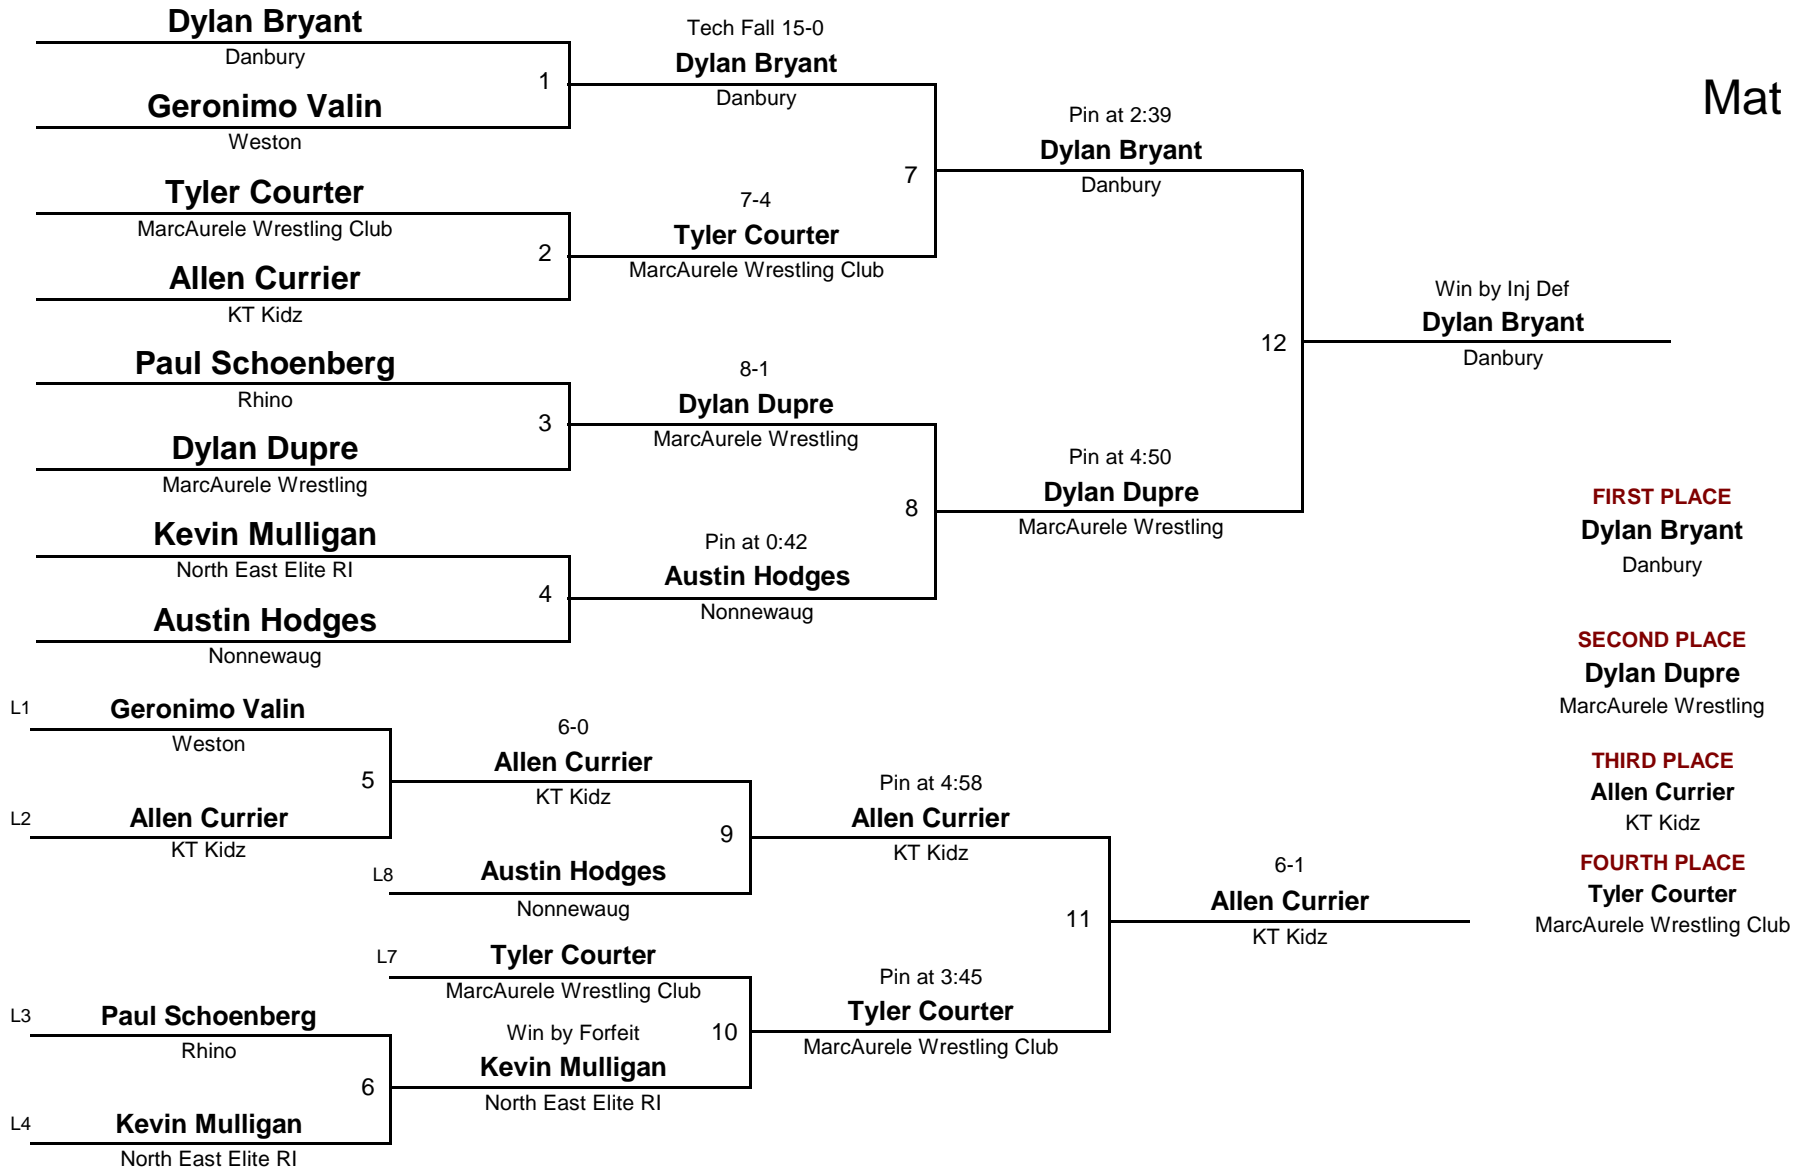 Dylan Bryant
Danbury
1
Geronimo Valin
Weston
Tyler Courter
MarcAurele Wrestling Club
2
Allen Currier
KT Kidz
Paul Schoenberg
Rhino
3
Dylan Dupre
MarcAurele Wrestling
Kevin Mulligan
North East Elite RI
4
Austin Hodges
Nonnewaug
Tech Fall 15-0
Dylan Bryant
Danbury
7
7-4
Tyler Courter
MarcAurele Wrestling Club
8-1
Dylan Dupre
MarcAurele Wrestling
8
Pin at 0:42
Austin Hodges
Nonnewaug
Pin at 2:39
Dylan Bryant
Danbury
12
Pin at 4:50
Dylan Dupre
MarcAurele Wrestling
Win by Inj Def
Dylan Bryant
Danbury
Mat
L1
Geronimo Valin
Weston
5
L2
Allen Currier
KT Kidz
L3
Paul Schoenberg
Rhino
6
L4
Kevin Mulligan
North East Elite RI
6-0
Allen Currier
KT Kidz
9
L8
Austin Hodges
Nonnewaug
L7
Tyler Courter
MarcAurele Wrestling Club
10
Win by Forfeit
Kevin Mulligan
North East Elite RI
Pin at 4:58
Allen Currier
KT Kidz
11
Pin at 3:45
Tyler Courter
MarcAurele Wrestling Club
6-1
Allen Currier
KT Kidz
FIRST PLACE
Dylan Bryant
Danbury
SECOND PLACE
Dylan Dupre
MarcAurele Wrestling
THIRD PLACE
Allen Currier
KT Kidz
FOURTH PLACE
Tyler Courter
MarcAurele Wrestling Club